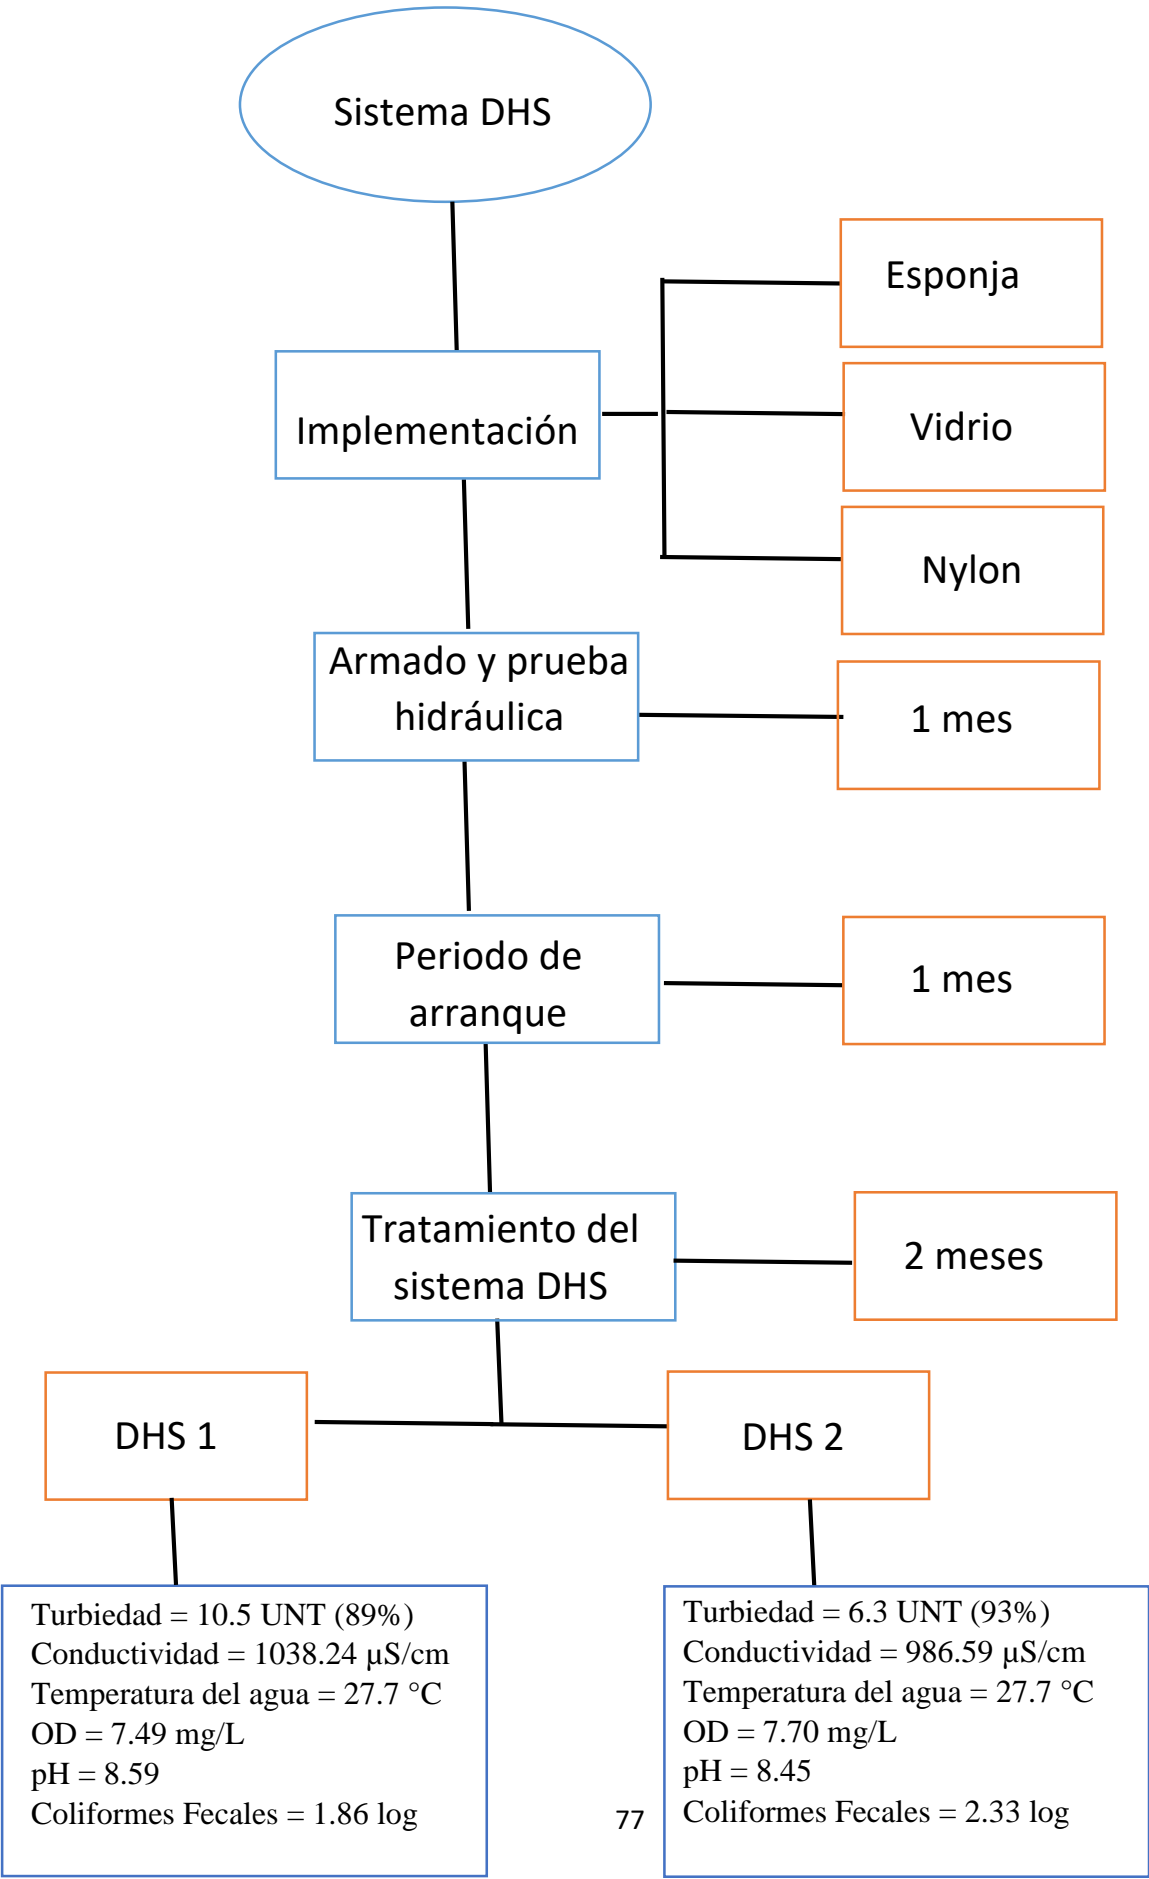 Sistema DHS
Esponja
Implementación
Vidrio
Nylon
Armado y prueba
hidráulica
1 mes
Periodo de
arranque
1 mes
Tratamiento del
sistema DHS
2 meses
DHS 1
DHS 2
Turbiedad = 10.5 UNT (89%)
Conductividad = 1038.24 µS/cm
Temperatura del agua = 27.7 °C
OD = 7.49 mg/L
pH = 8.59
Coliformes Fecales = 1.86 log
Turbiedad = 6.3 UNT (93%)
Conductividad = 986.59 µS/cm
Temperatura del agua = 27.7 °C
OD = 7.70 mg/L
pH = 8.45
Coliformes Fecales = 2.33 log
77